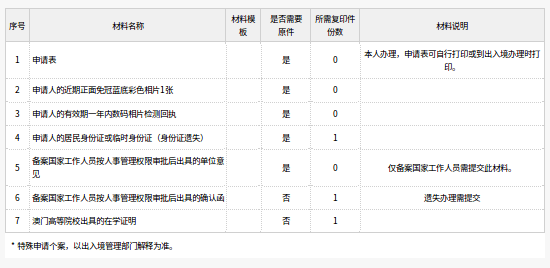 序号 材料名称 材料模板 是否需要原件 所需复印件份数 材料说明
1 申请表 是 0 本人办理，申请表可自行打印或到出入境办理时打印。
2 申请人的近期正面免冠蓝底彩色相片1张 是 0
3 申请人的有效期一年内数码相片检测回执 是 0
4 申请人的居民身份证或临时身份证（身份证遗失） 是 1
5 备案国家工作人员按人事管理权限审批后出具的单位意见 是 0 仅备案国家工作人员需提交此材料。
6 备案国家工作人员按人事管理权限审批后出具的确认函 否 1 遗失办理需提交
7 澳门高等院校出具的在学证明 否 1
* 特殊申请个案，以出入境管理部门解释为准。